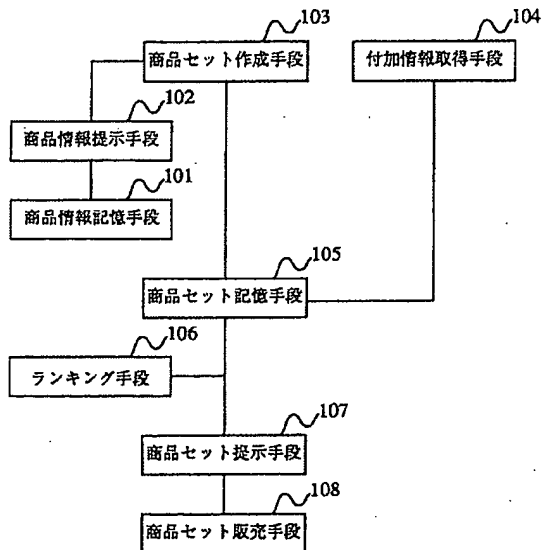 103
商品セット作成手段
104
付加情報取得手段
102
商品情報提示手段
101
商品情報記憶手段
105
商品セット記憶手段
106
ランキング手段
107
商品セット提示手段
108
商品セット販売手段